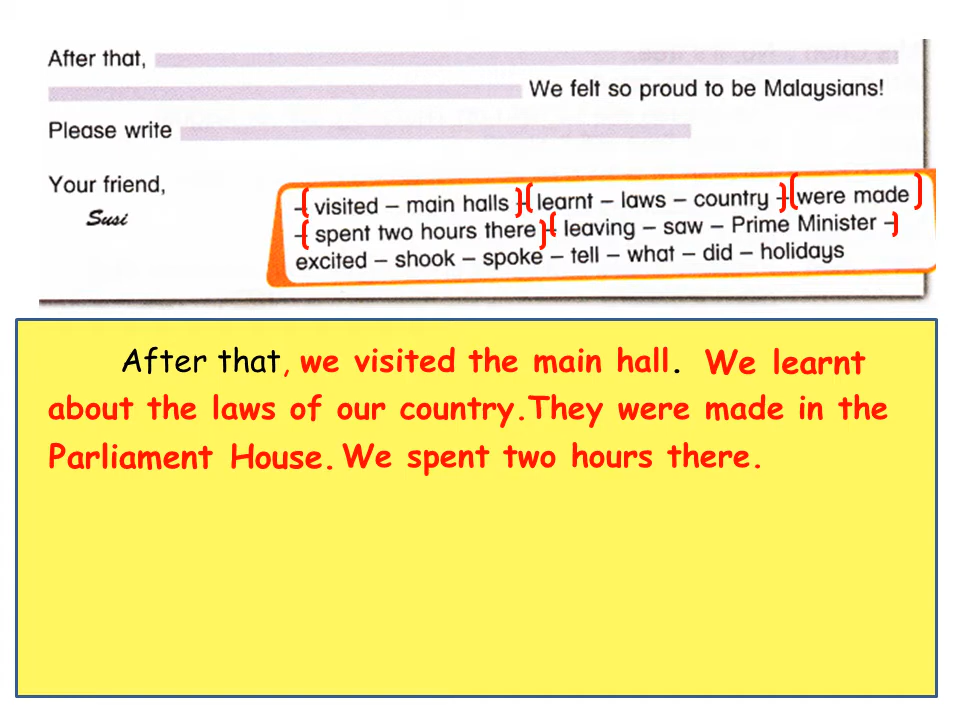 After that,
We felt so proud to be Malaysians!
Please write
Your friend,
Susi
– visited – main halls – learnt – laws – country – were made
– spent two hours there – leaving – saw – Prime Minister –
excited – shook – spoke – tell – what – did – holidays
After that, we visited the main hall. We learnt
about the laws of our country.They were made in the
Parliament House. We spent two hours there.